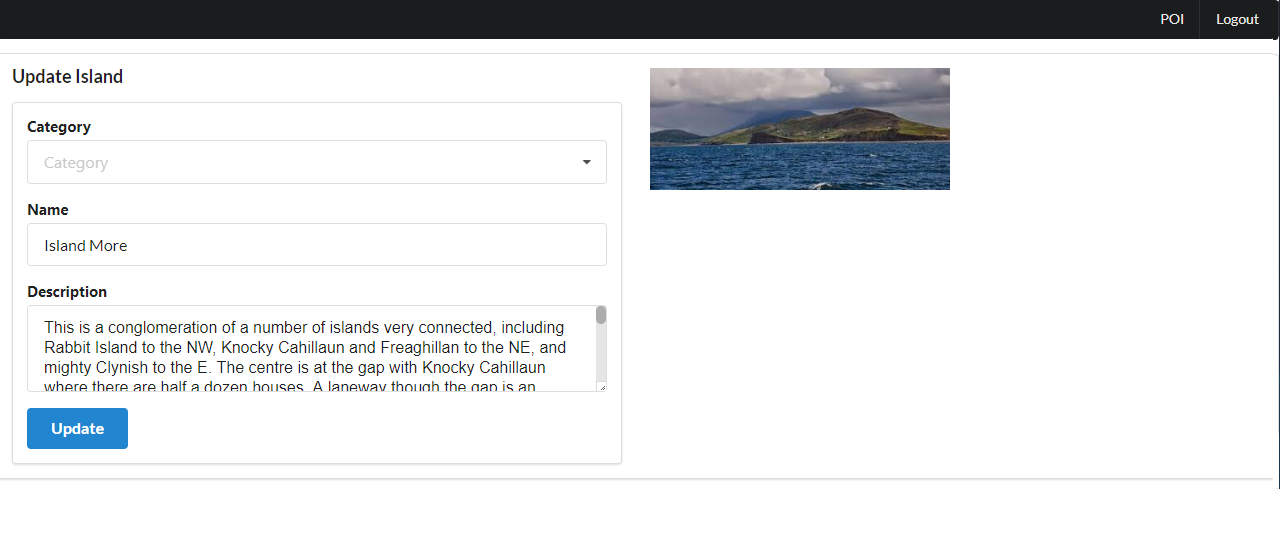 POI
Logout
Update Island
Category
Category
Name
Island More
Description
This is a conglomeration of a number of islands very connected, including
Rabbit Island to the NW, Knocky Cahillaun and Freaghillan to the NE, and
mighty Clynish to the E. The centre is at the gap with Knocky Cahillaun
where there are half a dozen houses. A laneway though the gap is an
Update